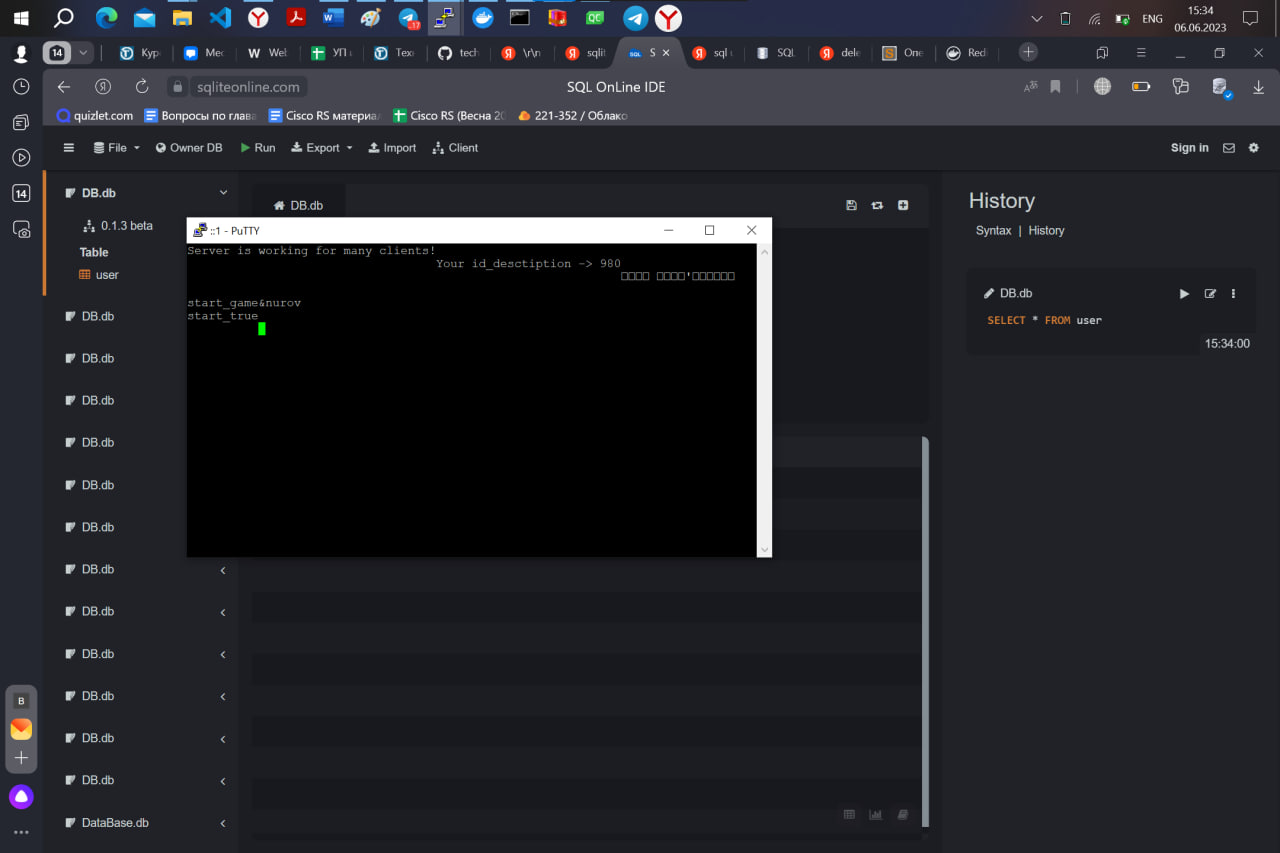 ENG
15:34
06.06.2023
17
QC
14
Кур
Мес
Wel
УП и
Тех
tech
\r\n
sqlit
S
sql
SQL
dele
One
Red
sqliteonline.com
SQL OnLine IDE
quizlet.com
Вопросы по глава
Cisco RS материал
Cisco RS (Весна 20
221-352 / Облако
File
Owner DB
Run
Export
Import
Client
Sign in
14
DB.db
0.1.3 beta
Table
user
DB.db
DB.db
DB.db
DB.db
DB.db
DB.db
DB.db
DB.db
DB.db
DB.db
DB.db
DB.db
DataBase.db
B
DB.db
::1 - PuTTY
Server is working for many clients!
Your id_desctiption -> 980
start_game&nurov
start_true
History
Syntax | History
DB.db
SELECT * FROM user
15:34:00